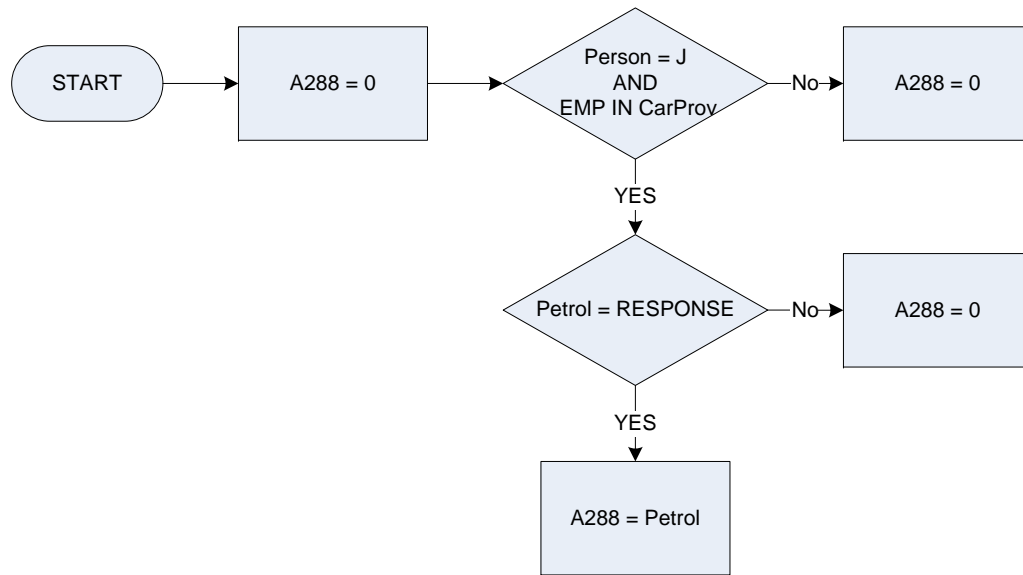 START
A288 = 0
Person = J
AND
EMP IN CarProv
No
A288 = 0
YES
Petrol = RESPONSE
No
A288 = 0
YES
A288 = Petrol